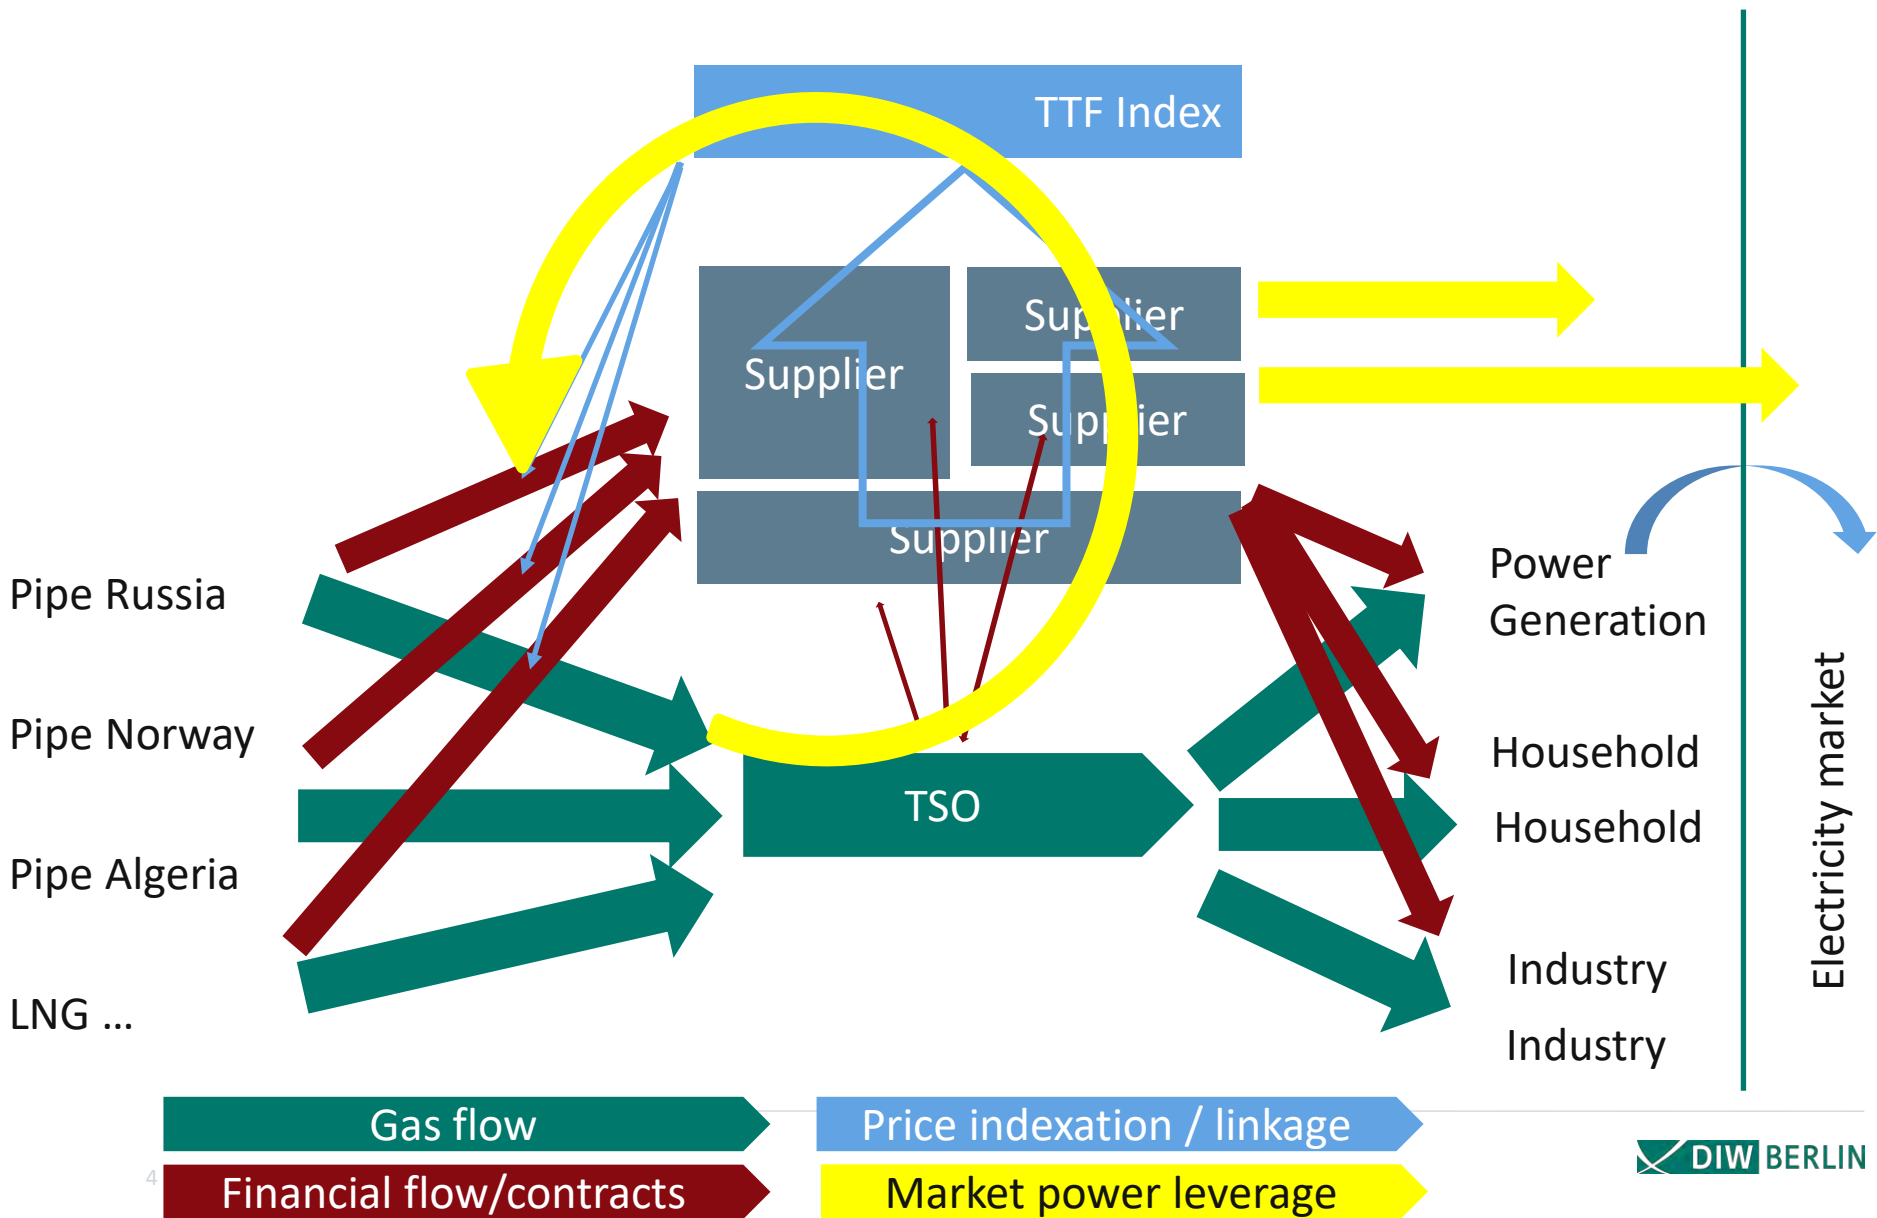 TTF Index
Supplier
Supplier
Supplier
Supplier
Pipe Russia
Pipe Norway
Pipe Algeria
LNG ...
TSO
Power
Generation
Household
Household
Industry
Industry
Electricity market
Gas flow
Price indexation / linkage
Financial flow/contracts
Market power leverage
4
DIW BERLIN